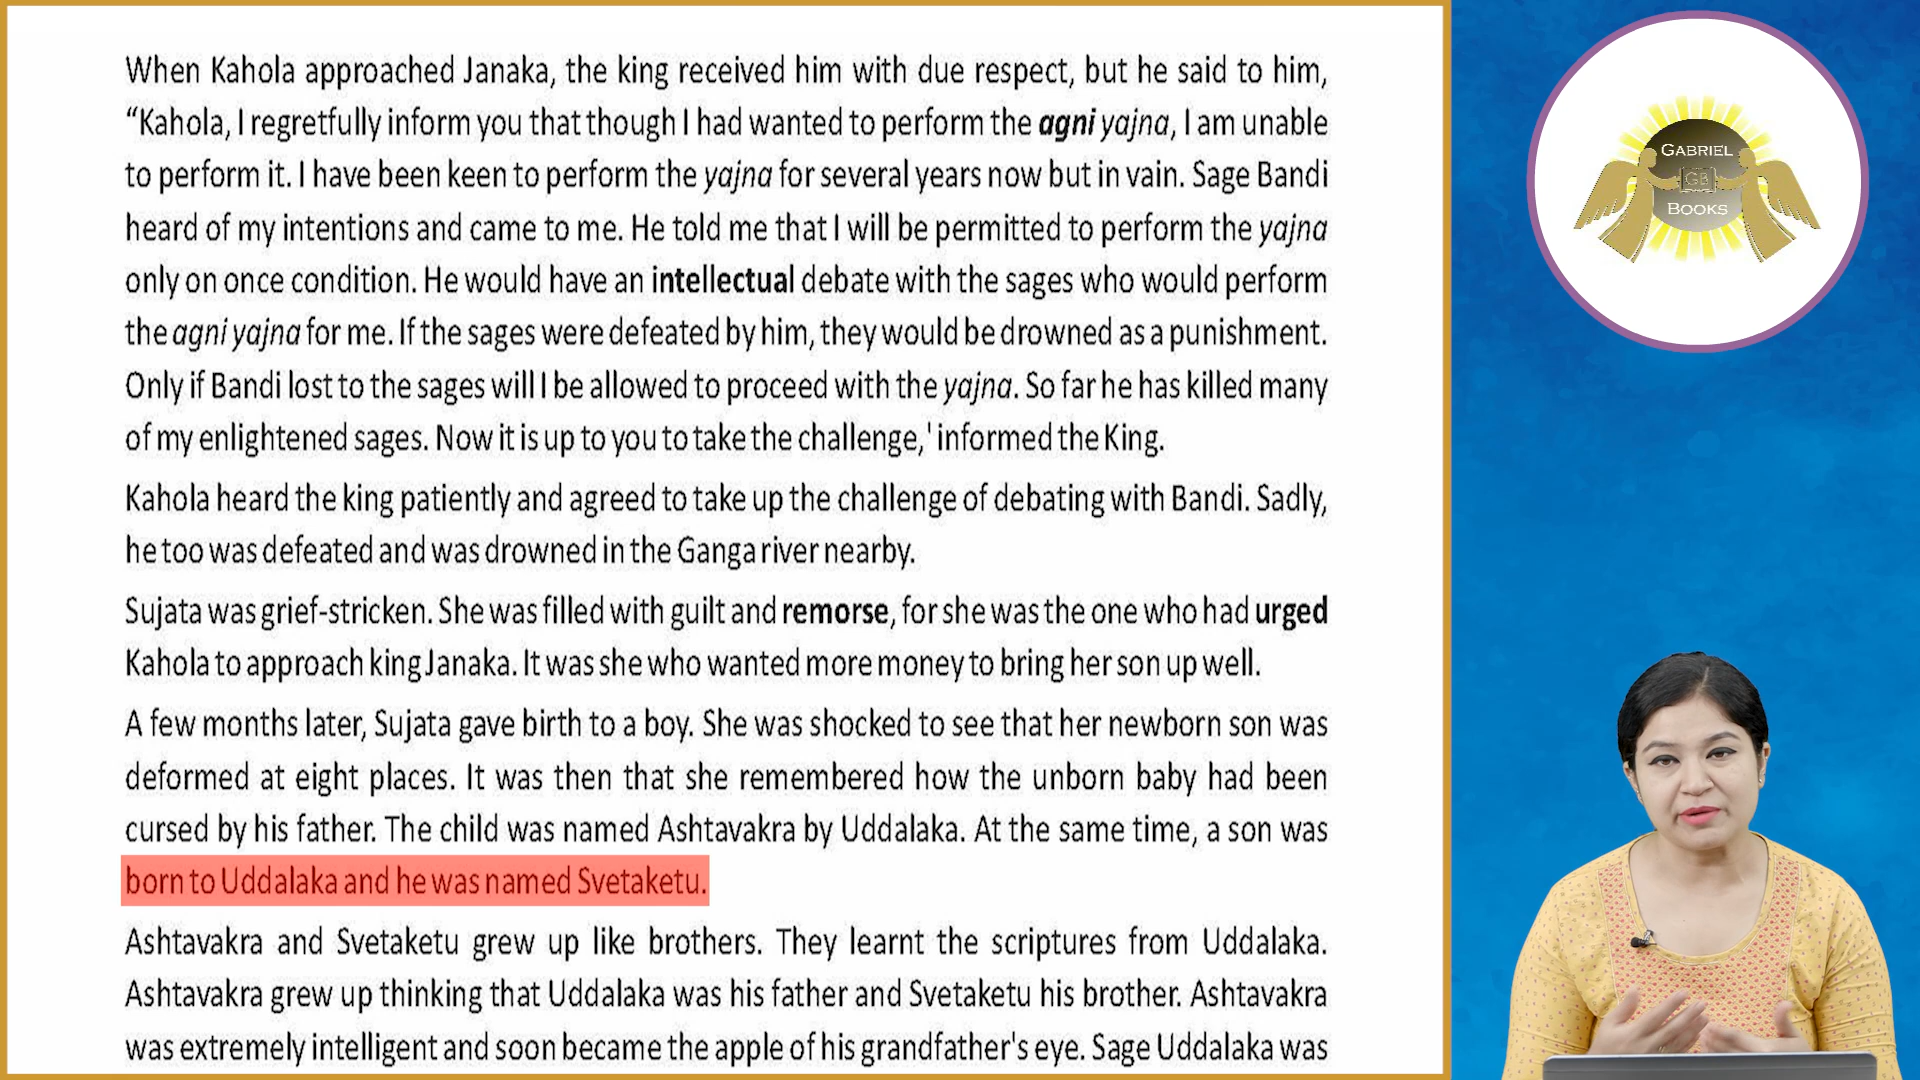 When Kahola approached Janaka, the king received him with due respect, but he said to him,
“Kahola, I regretfully inform you that though I had wanted to perform the agni yajna, I am unable
to perform it. I have been keen to perform the yajna for several years now but in vain. Sage Bandi
heard of my intentions and came to me. He told me that I will be permitted to perform the yajna
only on once condition. He would have an intellectual debate with the sages who would perform
the agni yajna for me. If the sages were defeated by him, they would be drowned as a punishment.
Only if Bandi lost to the sages will I be allowed to proceed with the yajna. So far he has killed many
of my enlightened sages. Now it is up to you to take the challenge,' informed the King.
Kahola heard the king patiently and agreed to take up the challenge of debating with Bandi. Sadly,
he too was defeated and was drowned in the Ganga river nearby.
Sujata was grief-stricken. She was filled with guilt and remorse, for she was the one who had urged
Kahola to approach king Janaka. It was she who wanted more money to bring her son up well.
A few months later, Sujata gave birth to a boy. She was shocked to see that her newborn son was
deformed at eight places. It was then that she remembered how the unborn baby had been
cursed by his father. The child was named Ashtavakra by Uddalaka. At the same time, a son was
born to Uddalaka and he was named Svetaketu.
Ashtavakra and Svetaketu grew up like brothers. They learnt the scriptures from Uddalaka.
Ashtavakra grew up thinking that Uddalaka was his father and Svetaketu his brother. Ashtavakra
was extremely intelligent and soon became the apple of his grandfather's eye. Sage Uddalaka was
GABRIEL
GB
BOOKS